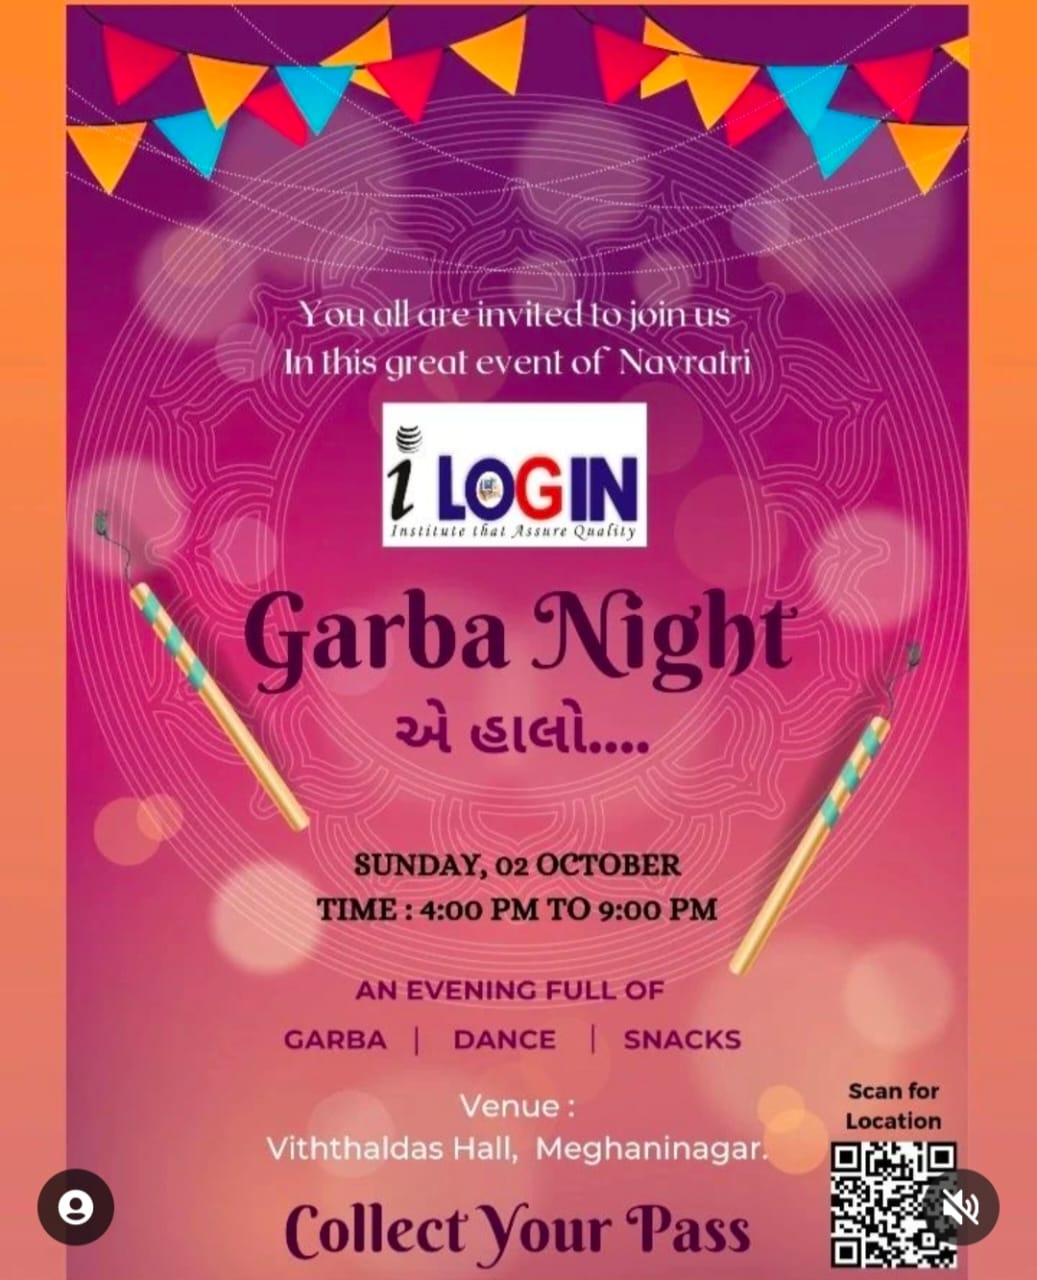 You all are invited to join us
In this great event of Navratri
i LOGIN
Institute that Assure Quality
Garba Night
એ હાલો....
SUNDAY, 02 OCTOBER
TIME : 4:00 PM TO 9:00 PM
AN EVENING FULL OF
GARBA | DANCE | SNACKS
Venue :
Viththaldas Hall, Meghaninagar.
Scan for
Location
Collect Your Pass